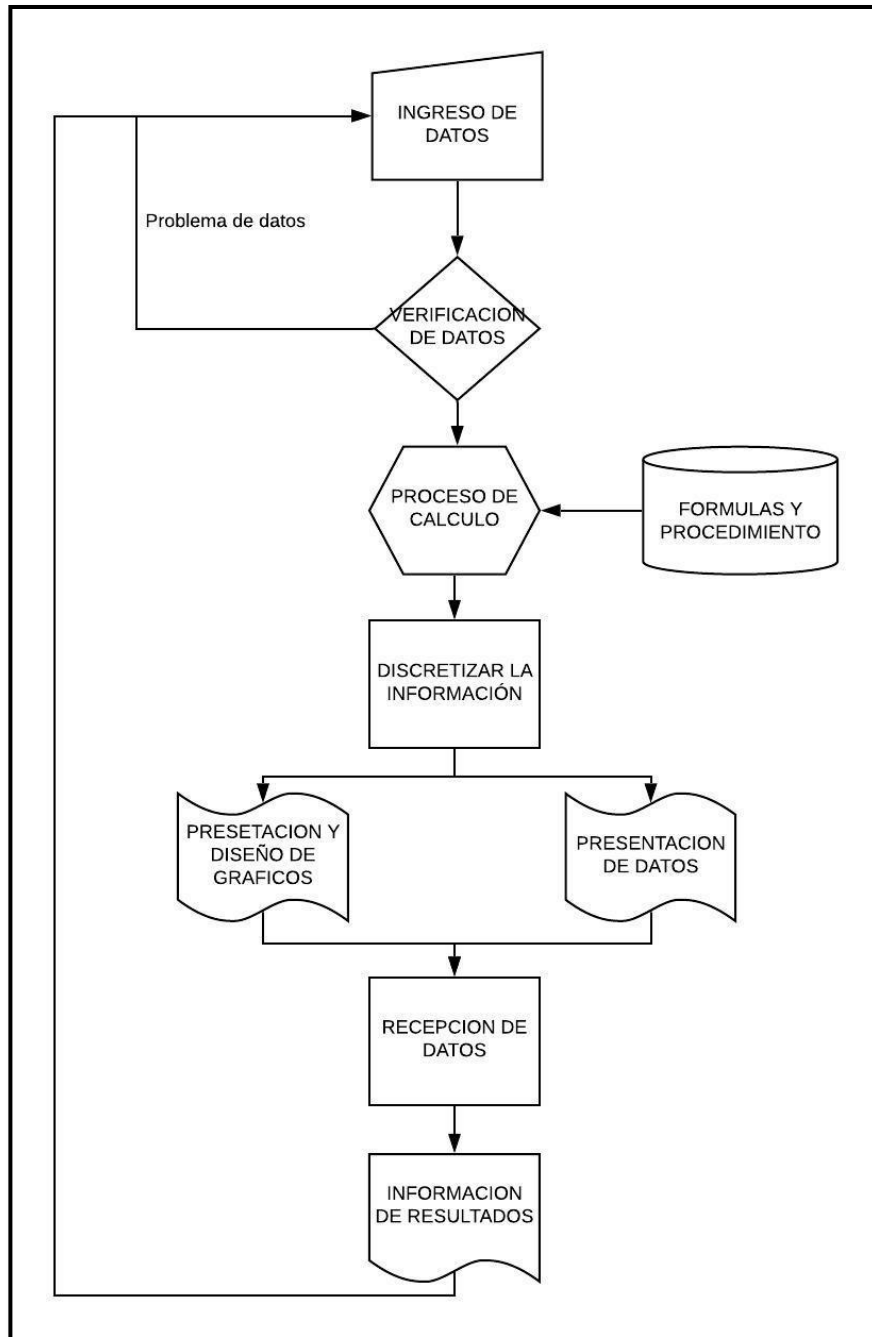 INGRESO DE
DATOS
Problema de datos
VERIFICACION
DE DATOS
PROCESO DE
CALCULO
FORMULAS Y
PROCEDIMIENTO
DISCRETIZAR LA
INFORMACIÓN
PRESETACION Y
DISEÑO DE
GRAFICOS
PRESENTACION
DE DATOS
RECEPCION DE
DATOS
INFORMACION
DE RESULTADOS